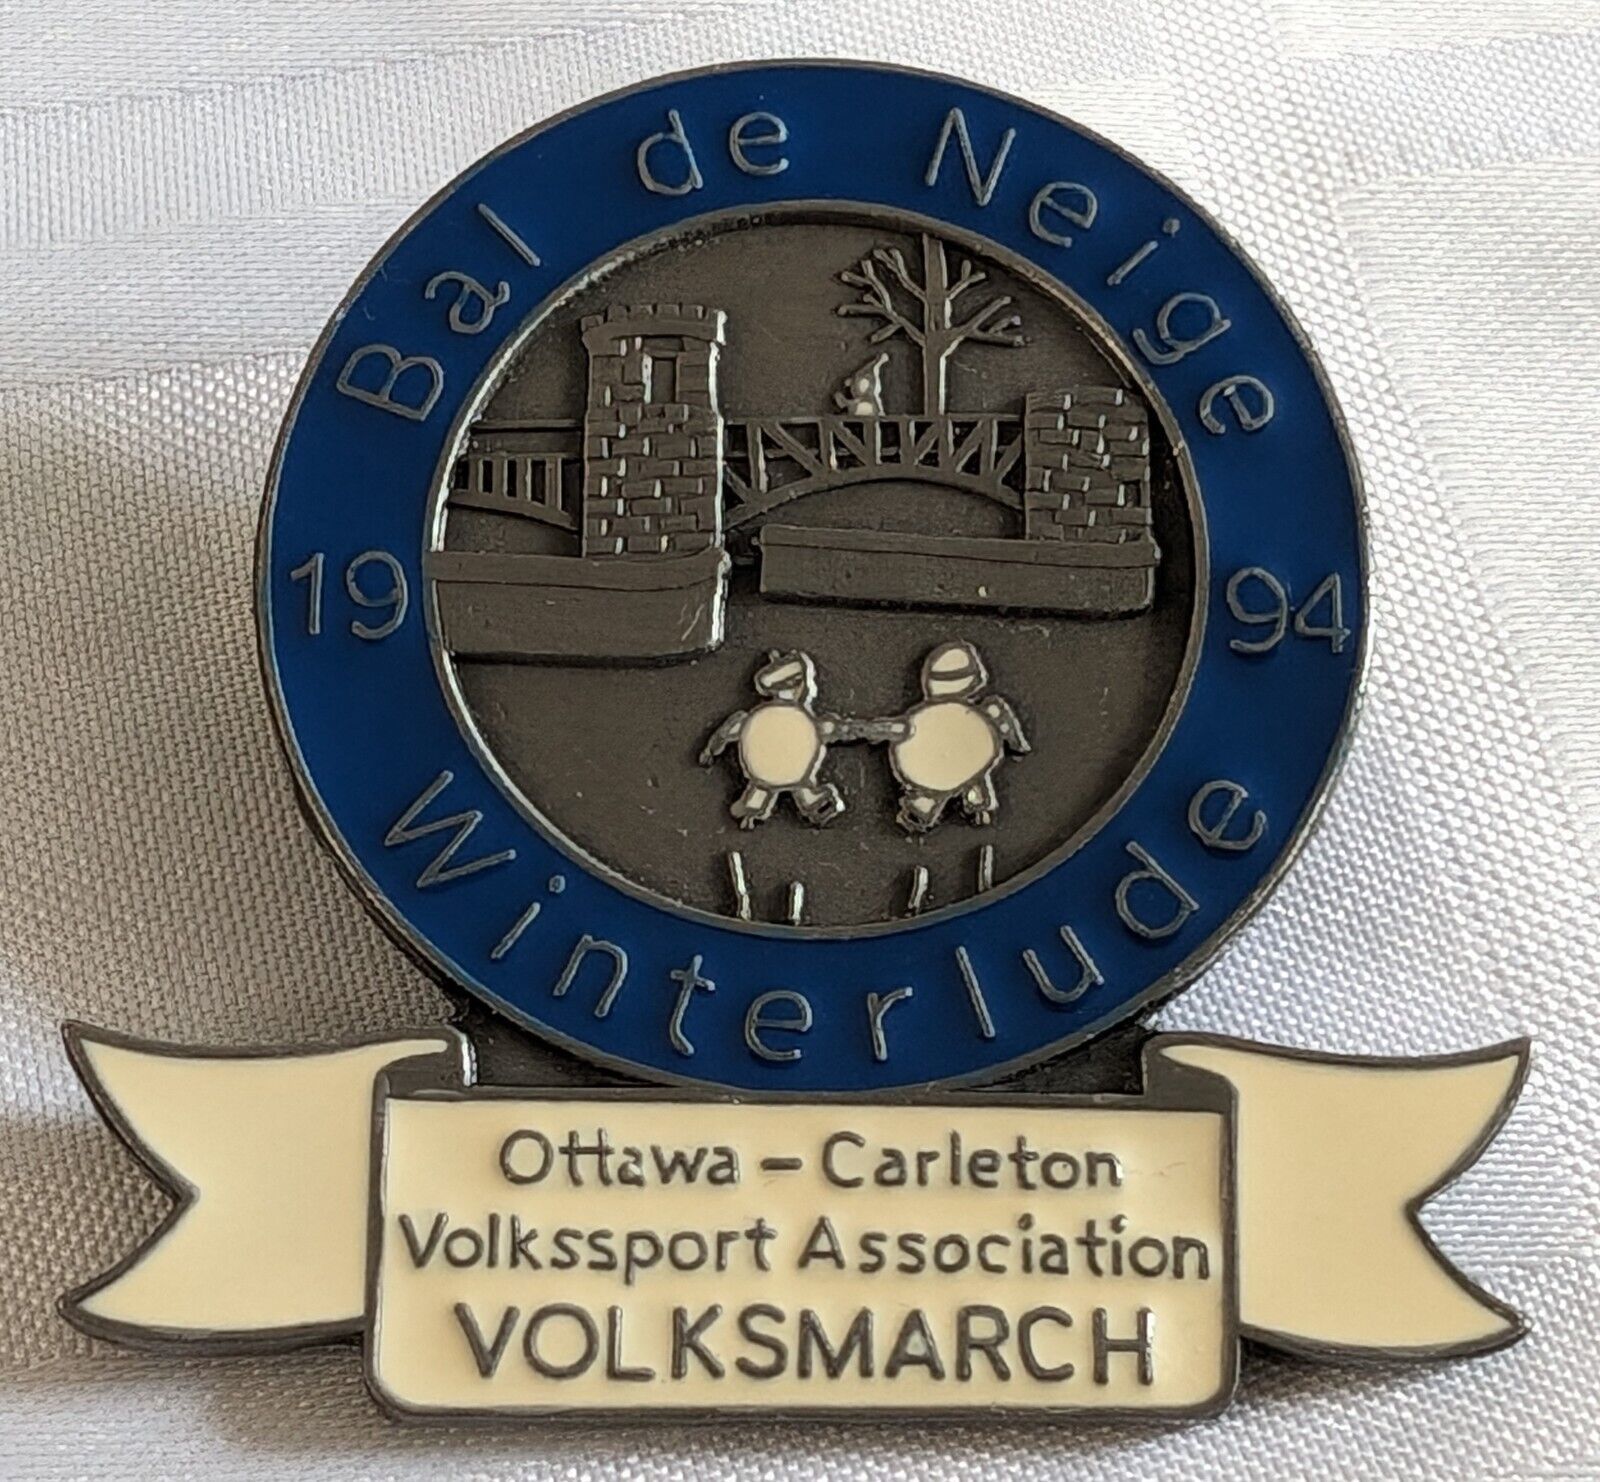 Bal de Neige
19 94
Winterlude
Ottawa - Carleton
Volkssport Association
VOLKSMARCH